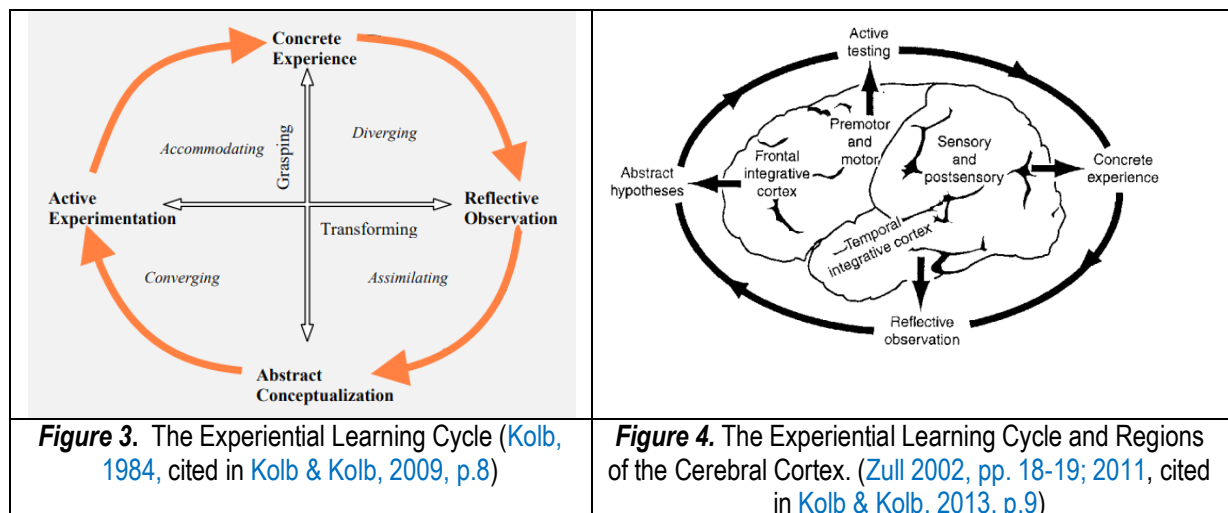 Concrete
Experience
Grasping
Diverging
Accommodating
Active
Experimentation
Reflective
Observation
Transforming
Converging
Assimilating
Abstract
Conceptualization
Figure 3.  The Experiential Learning Cycle (Kolb,
1984, cited in Kolb & Kolb, 2009, p.8)
Active
testing
Premotor
and
motor
Sensory
and
postsensory
Frontal
integrative
cortex
Abstract
hypotheses
Concrete
experience
Temporal
integrative cortex
Reflective
observation
Figure 4. The Experiential Learning Cycle and Regions
of the Cerebral Cortex. (Zull 2002, pp. 18-19; 2011, cited
in Kolb & Kolb, 2013, p.9)